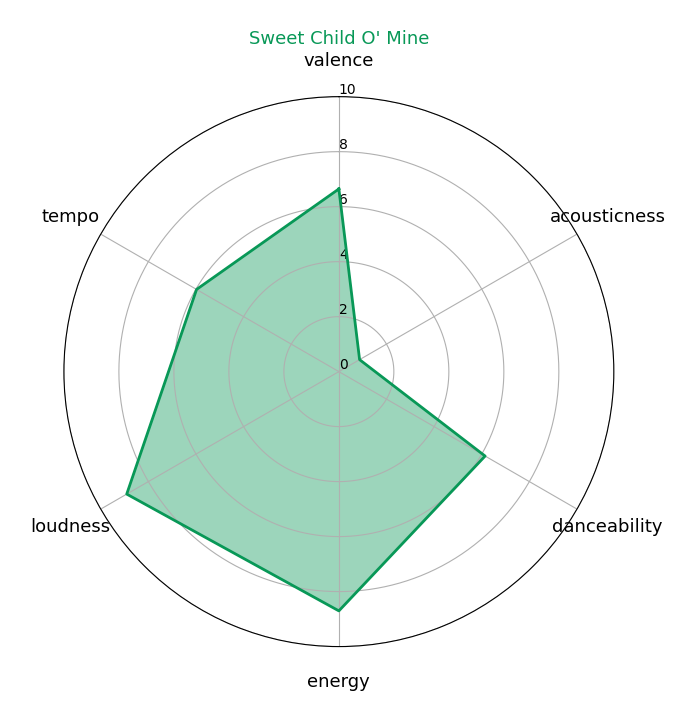 Sweet Child O' Mine
valence
10
8
6
4
2
0
tempo
acousticness
loudness
danceability
energy